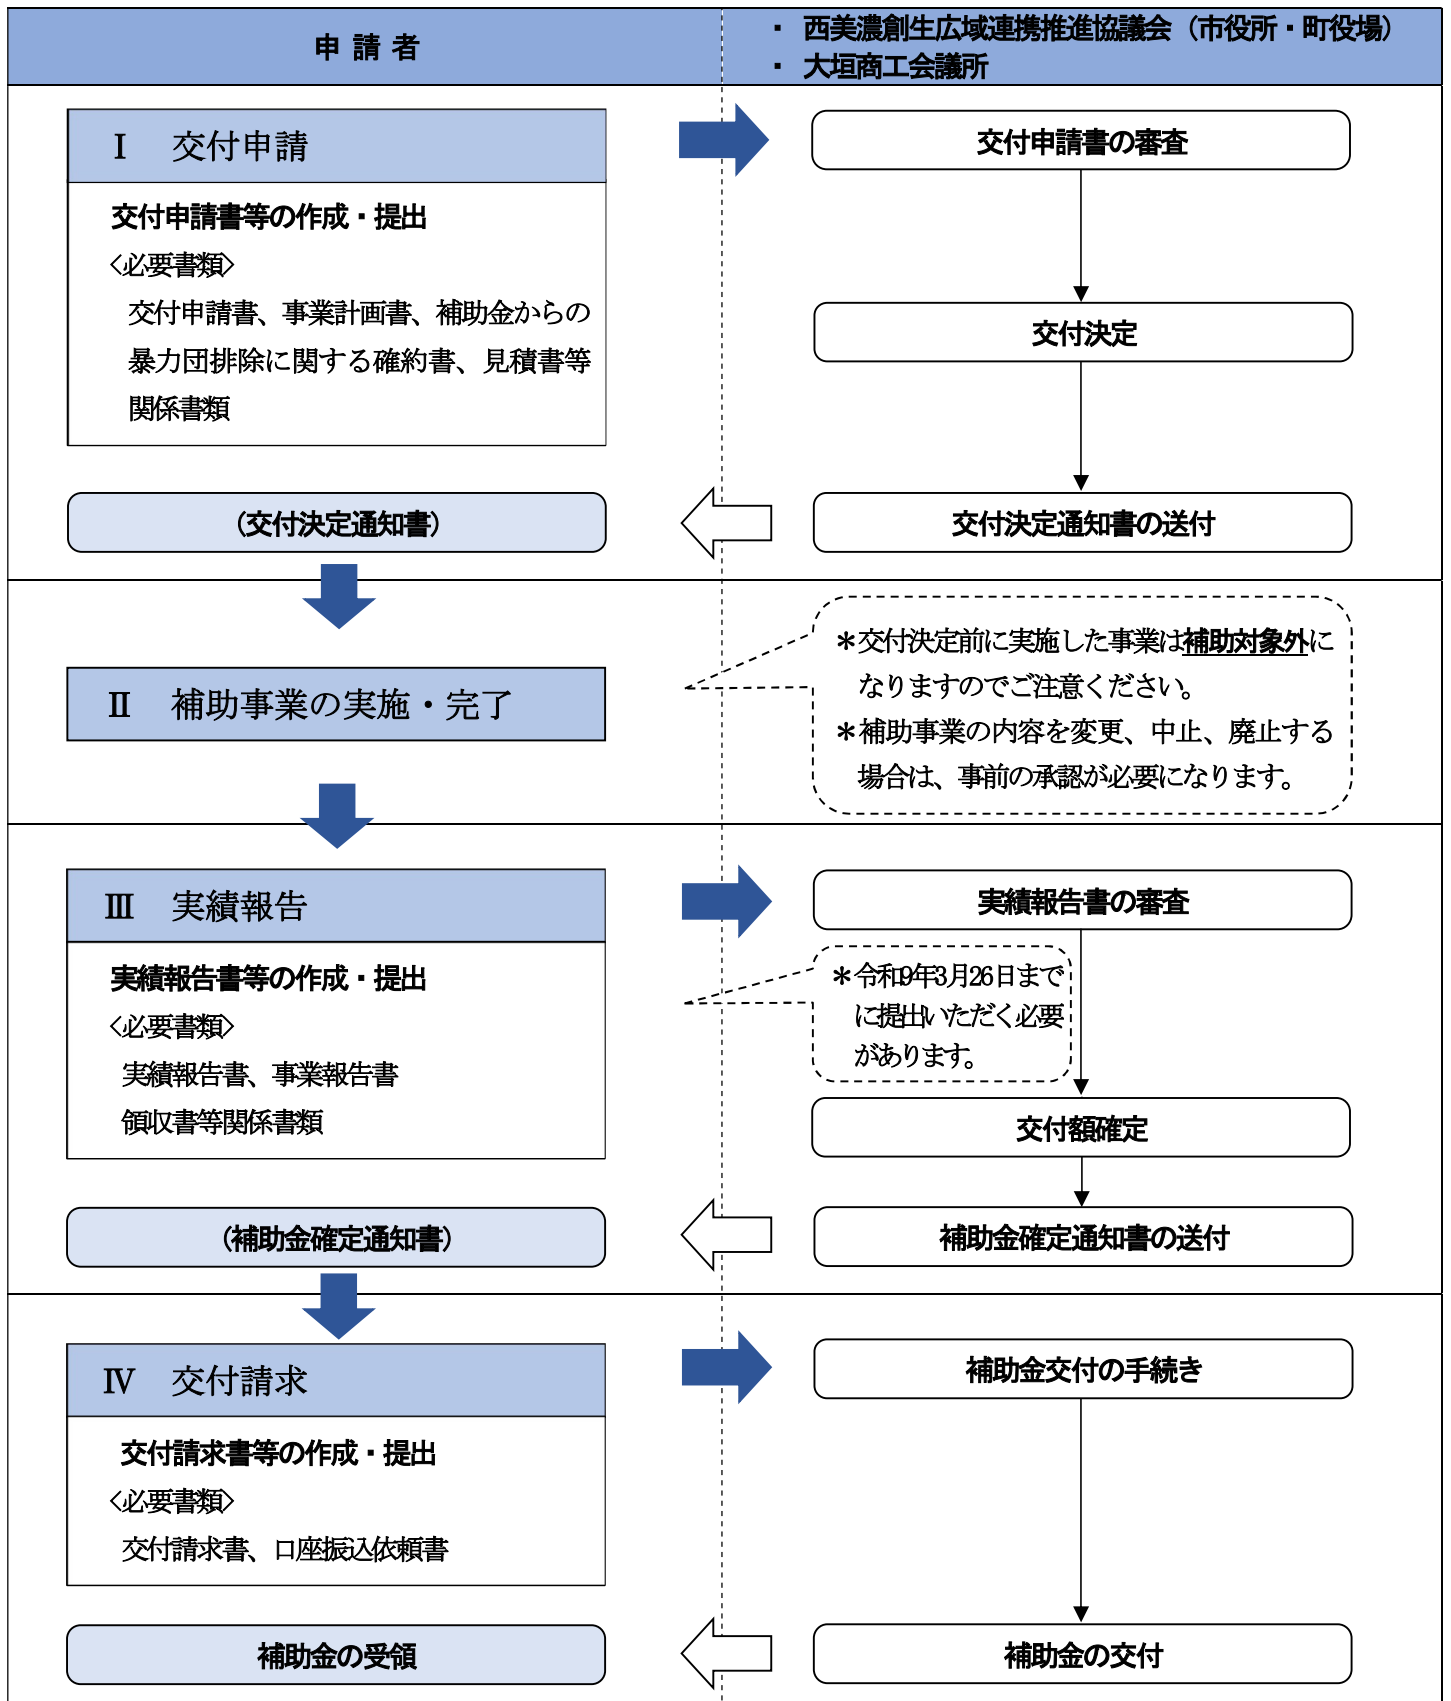 申 請 者
・ 西美濃創生広域連携推進協議会（市役所・町役場）
・ 大垣商工会議所
Ⅰ 交付申請
交付申請書等の作成・提出
<必要書類>
交付申請書、事業計画書、補助金からの
暴力団排除に関する確約書、見積書等
関係書類
交付申請書の審査
交付決定
（交付決定通知書）
交付決定通知書の送付
Ⅱ 補助事業の実施・完了
＊交付決定前に実施した事業は補助対象外に
なりますのでご注意ください。
＊補助事業の内容を変更、中止、廃止する
場合は、事前の承認が必要になります。
Ⅲ 実績報告
実績報告書等の作成・提出
<必要書類>
実績報告書、事業報告書
領収書等関係書類
実績報告書の審査
＊令和9年3月26日まで
に提出いただく必要
があります。
交付額確定
（補助金確定通知書）
補助金確定通知書の送付
Ⅳ 交付請求
交付請求書等の作成・提出
<必要書類>
交付請求書、口座振込依頼書
補助金交付の手続き
補助金の受領
補助金の交付